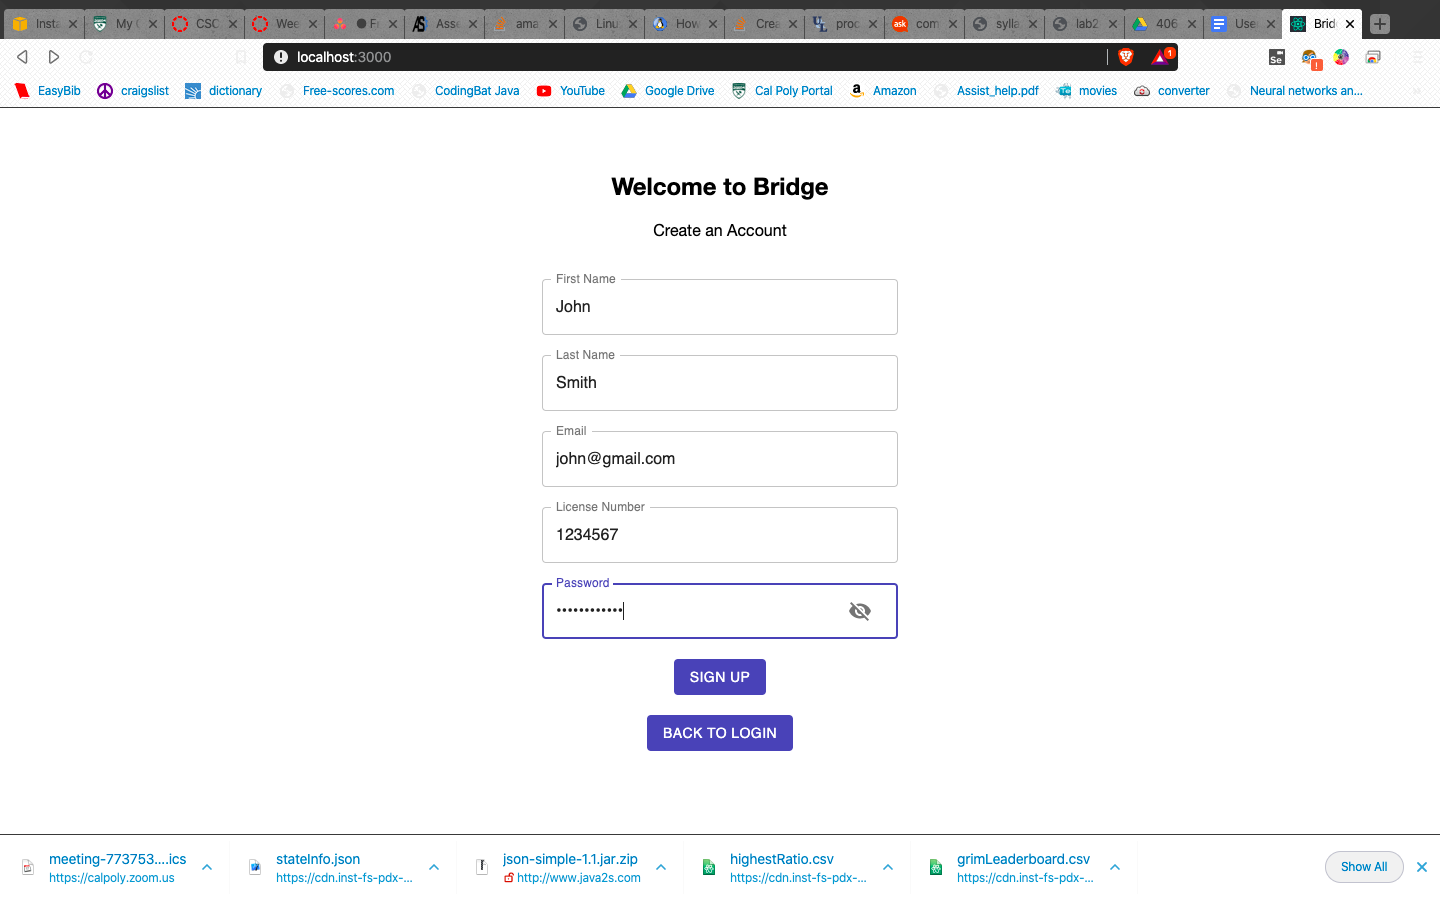 Insta My C CSC Wee Fr Asse ama Linu How Crea proc com sylla lab2 406 Use Brid
localhost:3000
1
Se
EasyBib craigslist dictionary Free-scores.com CodingBat Java YouTube Google Drive Cal Poly Portal Amazon Assist_help.pdf movies converter Neural networks an...
Welcome to Bridge
Create an Account
First Name
John
Last Name
Smith
Email
john@gmail.com
License Number
1234567
Password
••••••••••••
SIGN UP
BACK TO LOGIN
meeting-773753....ics stateInfo.json json-simple-1.1.jar.zip highestRatio.csv grimLeaderboard.csv Show All
https://calpoly.zoom.us https://cdn.inst-fs-pdx-... http://www.java2s.com https://cdn.inst-fs-pdx-... https://cdn.inst-fs-pdx-...